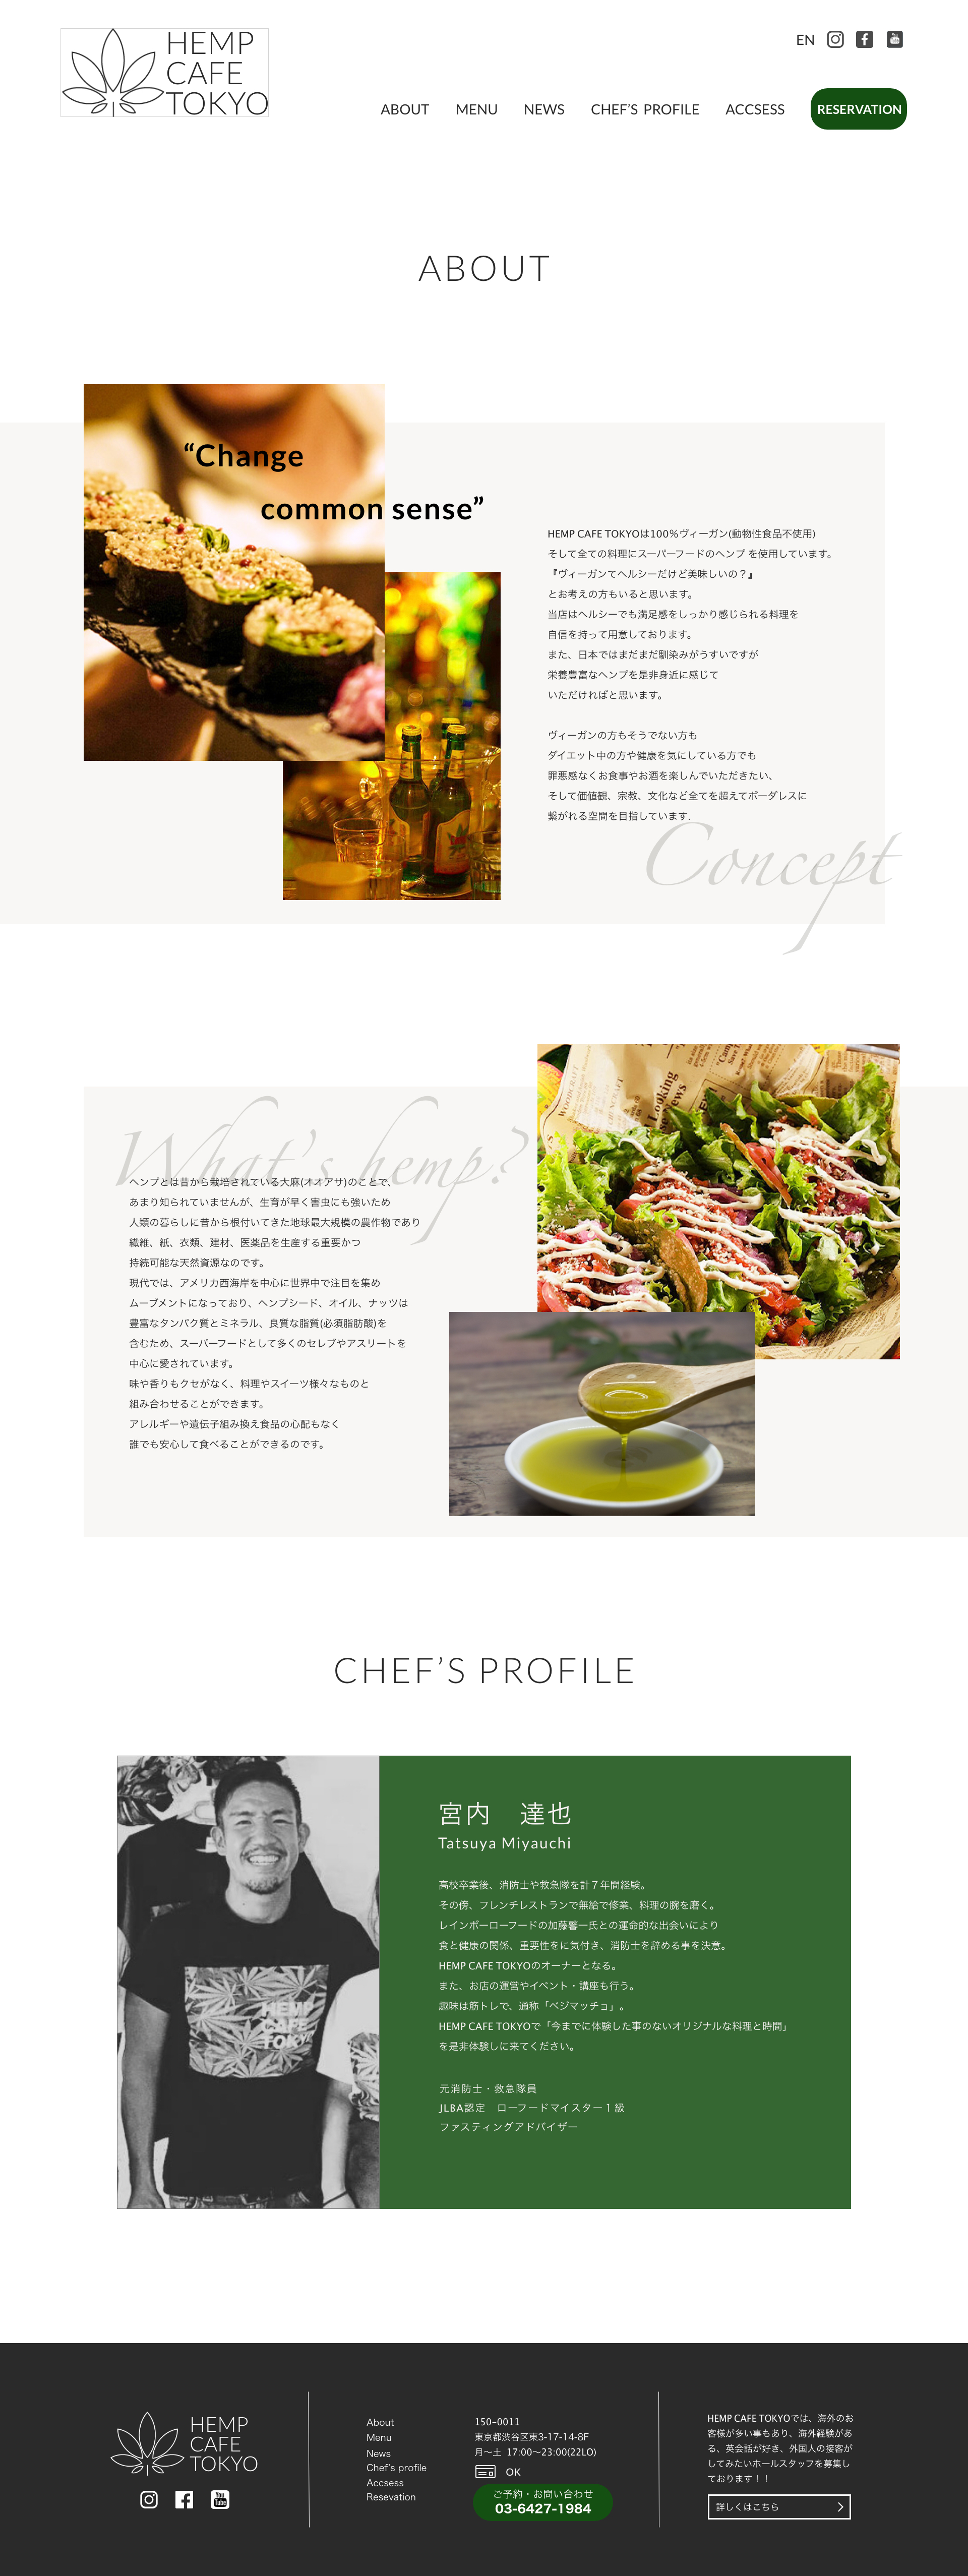 HEMP
CAFE
TOKYO
EN
ABOUT
MENU
NEWS
CHEF'S PROFILE
ACCSESS
RESERVATION
ABOUT
“Change
common sense”
HEMP CAFE TOKYOは100%ヴィーガン(動物性食品不使用)
そして全ての料理にスーパーフードのヘンプ を使用しています。
『ヴィーガンてヘルシーだけど美味しいの？』
とお考えの方もいると思います。
当店はヘルシーでも満足感をしっかり感じられる料理を
自信を持って用意しております。
また、日本ではまだまだ馴染みがうすいですが
栄養豊富なヘンプを是非身近に感じて
いただければと思います。
ヴィーガンの方もそうでない方も
ダイエット中の方や健康を気にしている方でも
罪悪感なくお食事やお酒を楽しんでいただきたい、
そして価値観、宗教、文化など全てを超えてボーダレスに
繋がれる空間を目指しています.
Concept
What's hemp?
ヘンプとは昔から栽培されている大麻(オオアサ)のことで、
あまり知られていませんが、生育が早く害虫にも強いため
人類の暮らしに昔から根付いてきた地球最大規模の農作物であり
繊維、紙、衣類、建材、医薬品を生産する重要かつ
持続可能な天然資源なのです。
現代では、アメリカ西海岸を中心に世界中で注目を集め
ムーブメントになっており、ヘンプシード、オイル、ナッツは
豊富なタンパク質とミネラル、良質な脂質(必須脂肪酸)を
含むため、スーパーフードとして多くのセレブやアスリートを
中心に愛されています。
味や香りもクセがなく、料理やスイーツ様々なものと
組み合わせることができます。
アレルギーや遺伝子組み換え食品の心配もなく
誰でも安心して食べることができるのです。
Looking
News
WOODCRAFT
CHEF'S PROFILE
HEMP
CAFE
TOKYO
宮内　達也
Tatsuya Miyauchi
高校卒業後、消防士や救急隊を計７年間経験。
その傍、フレンチレストランで無給で修業、料理の腕を磨く。
レインボーローフードの加藤馨一氏との運命的な出会いにより
食と健康の関係、重要性をに気付き、消防士を辞める事を決意。
HEMP CAFE TOKYOのオーナーとなる。
また、お店の運営やイベント・講座も行う。
趣味は筋トレで、通称「ベジマッチョ」。
HEMP CAFE TOKYOで「今までに体験した事のないオリジナルな料理と時間」
を是非体験しに来てください。
元消防士・救急隊員
JLBA認定　ローフードマイスター１級
ファスティングアドバイザー
HEMP
CAFE
TOKYO
About
Menu
News
Chef's profile
Accsess
Resevation
150-0011
東京都渋谷区東3-17-14-8F
月〜土 17:00〜23:00(22LO)
OK
ご予約・お問い合わせ
03-6427-1984
HEMP CAFE TOKYOでは、海外のお
客様が多い事もあり、海外経験があ
る、英会話が好き、外国人の接客が
してみたいホールスタッフを募集し
ております！！
詳しくはこちら